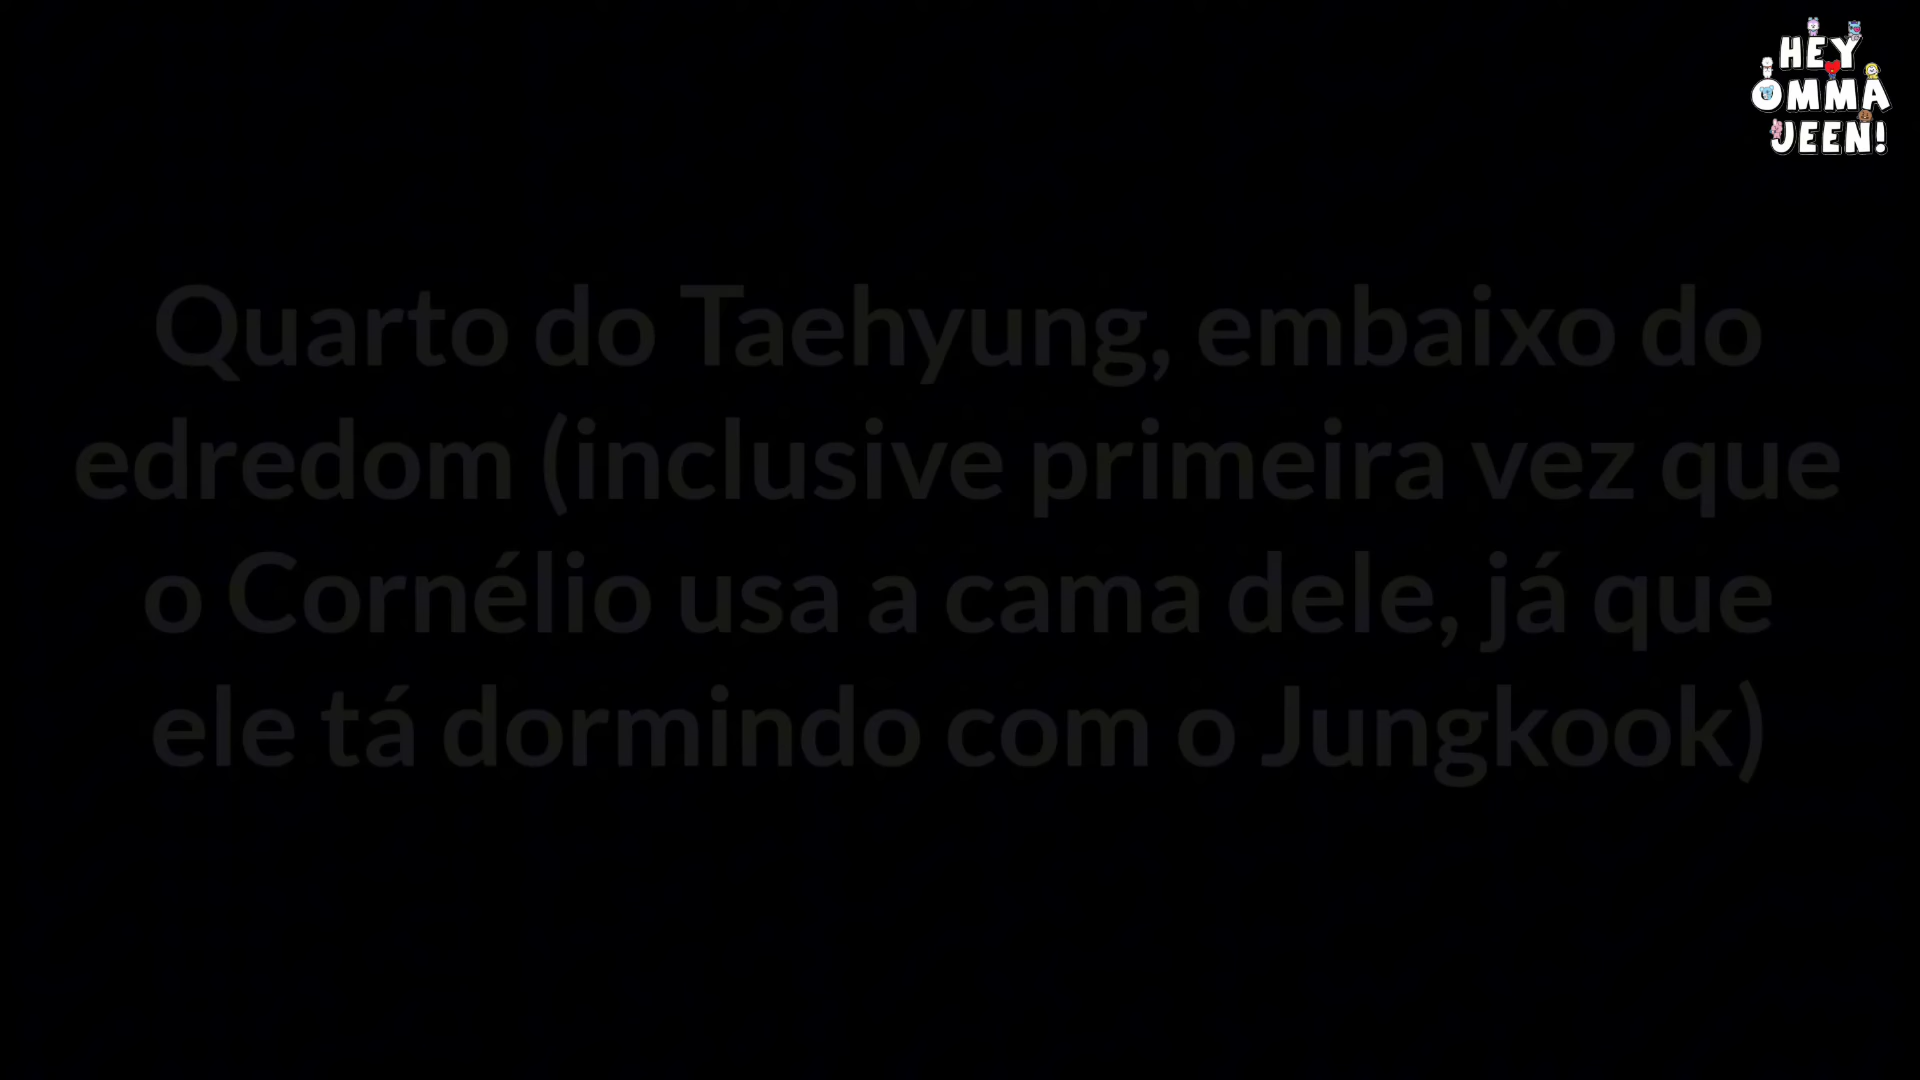 HEY
OMMA
JEEN!
Quarto do Taehyung, embaixo do
edredom (inclusive primeira vez que
o Cornélio usa a cama dele, já que
ele tá dormindo com o Jungkook)